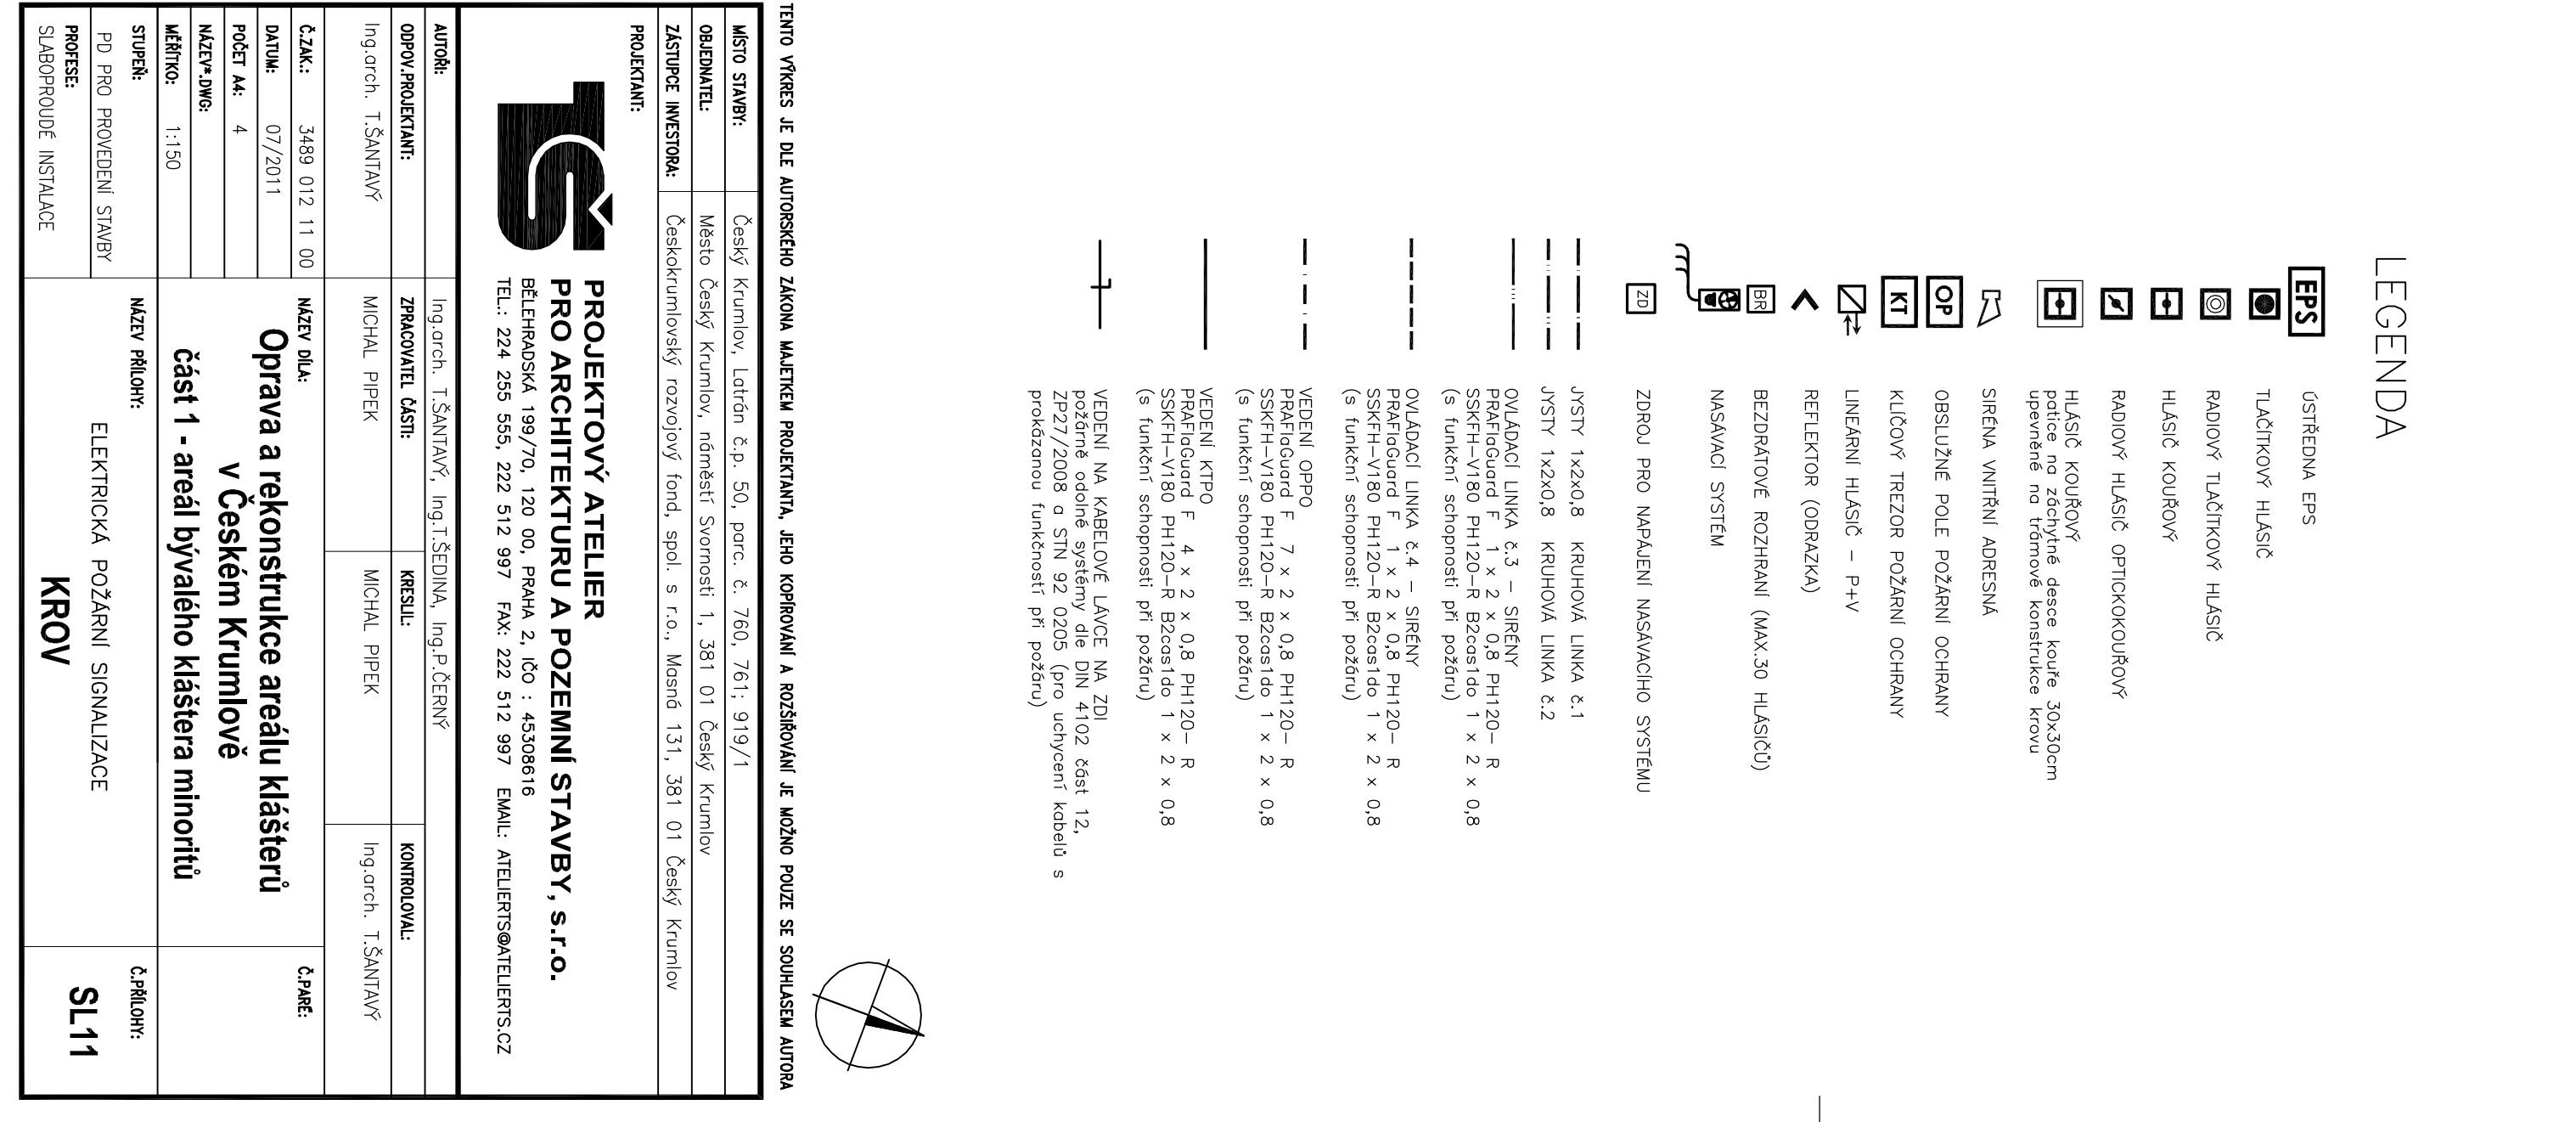 LEGENDA
EPS
ÚSTŘEDNA EPS
TLAČÍTKOVÝ HLÁSIČ
RADIOVÝ TLAČÍTKOVÝ HLÁSIČ
HLÁSIČ KOUŘOVÝ
RADIOVÝ HLÁSIČ OPTICKOKOUŘOVÝ
HLÁSIČ KOUŘOVÝ
patice na záchytné desce kouře 30x30cm
upevněné na trámové konstrukce krovu
SIRÉNA VNITŘNÍ ADRESNÁ
OP
OBSLUŽNÉ POLE POŽÁRNÍ OCHRANY
KT
KLÍČOVÝ TREZOR POŽÁRNÍ OCHRANY
LINEÁRNÍ HLÁSIČ – P+V
REFLEKTOR (ODRAZKA)
BR
BEZDRÁTOVÉ ROZHRANÍ (MAX.30 HLÁSIČŮ)
NASÁVACÍ SYSTÉM
ZD
ZDROJ PRO NAPÁJENÍ NASÁVACÍHO SYSTÉMU
JYSTY 1x2x0,8 KRUHOVÁ LINKA č.1
JYSTY 1x2x0,8 KRUHOVÁ LINKA č.2
OVLÁDACÍ LINKA č.3 – SIRÉNY
PRAFlaGuard F 1 x 2 x 0,8 PH120– R
SSKFH–V180 PH120–R B2cas1do 1 x 2 x 0,8
(s funkční schopnosti při požáru)
OVLÁDACÍ LINKA č.4 – SIRÉNY
PRAFlaGuard F 1 x 2 x 0,8 PH120– R
SSKFH–V180 PH120–R B2cas1do 1 x 2 x 0,8
(s funkční schopnosti při požáru)
VEDENÍ OPPO
PRAFlaGuard F 7 x 2 x 0,8 PH120– R
SSKFH–V180 PH120–R B2cas1do 1 x 2 x 0,8
(s funkční schopnosti při požáru)
VEDENÍ KTPO
PRAFlaGuard F 4 x 2 x 0,8 PH120– R
SSKFH–V180 PH120–R B2cas1do 1 x 2 x 0,8
(s funkční schopnosti při požáru)
VEDENÍ NA KABELOVÉ LÁVCE NA ZDI
požárně odolné systémy dle DIN 4102 část 12,
ZP27/2008 a STN 92 0205 (pro uchycení kabelů s
prokázanou funkčností při požáru)
TENTO VÝKRES JE DLE AUTORSKÉHO ZÁKONA MAJETKEM PROJEKTANTA, JEHO KOPÍROVÁNÍ A ROZŠIŘOVÁNÍ JE MOŽNO POUZE SE SOUHLASEM AUTORA
MÍSTO STAVBY: Český Krumlov, Latrán č.p. 50, parc. č. 760, 761; 919/1
OBJEDNATEL: Město Český Krumlov, náměstí Svornosti 1, 381 01 Český Krumlov
ZÁSTUPCE INVESTORA: Českokrumlovský rozvojový fond, spol. s r.o., Masná 131, 381 01 Český Krumlov
PROJEKTANT:
TŠ
PROJEKTOVÝ ATELIER
PRO ARCHITEKTURU A POZEMNÍ STAVBY, s.r.o.
BĚLEHRADSKÁ 199/70, 120 00, PRAHA 2, IČO : 45308616
TEL.: 224 255 555, 222 512 997 FAX: 222 512 997 EMAIL: ATELIERTS@ATELIERTS.CZ
AUTOŘI: Ing.arch. T.ŠANTAVÝ, Ing.T.ŠEDINA, Ing.P.ČERNÝ
ODPOV.PROJEKTANT: ZPRACOVATEL ČÁSTI: KRESLIL: KONTROLOVAL:
Ing.arch. T.ŠANTAVÝ MICHAL PIPEK MICHAL PIPEK Ing.arch. T.ŠANTAVÝ
Č.ZAK.: 3489 012 11 00
DATUM: 07/2011
POČET A4: 4
NÁZEV*.DWG:
MĚŘÍTKO: 1:150
NÁZEV DÍLA:
Oprava a rekonstrukce areálu klášterů
v Českém Krumlově
část 1 - areál bývalého kláštera minoritů
Č.PARÉ:
STUPEŇ:
PD PRO PROVEDENÍ STAVBY
PROFESE:
SLABOPROUDÉ INSTALACE
NÁZEV PŘÍLOHY:
ELEKTRICKÁ POŽÁRNÍ SIGNALIZACE
KROV
Č.PŘÍLOHY:
SL11